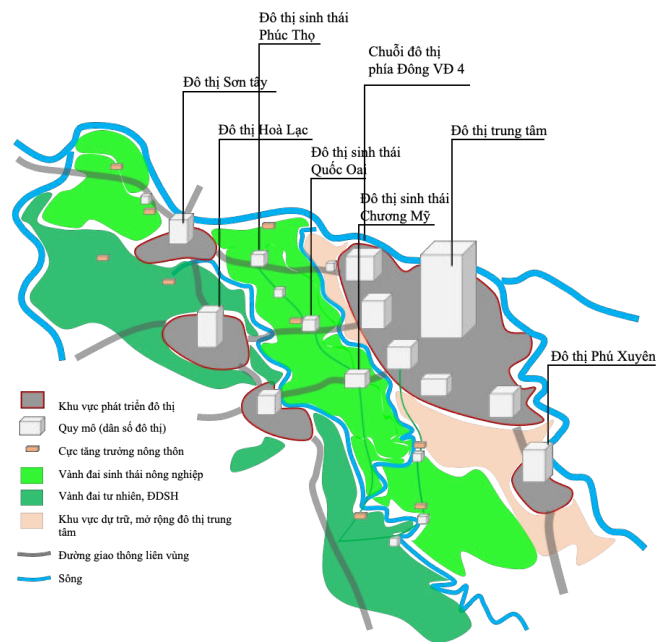 Đô thị sinh thái
Phúc Thọ
Chuỗi đô thị
phía Đông VĐ 4
Đô thị Sơn tây
Đô thị Hoà Lạc
Đô thị trung tâm
Đô thị sinh thái
Quốc Oai
Đô thị sinh thái
Chương Mỹ
Đô thị Phú Xuyên
Khu vực phát triển đô thị
Quy mô (dân số đô thị)
Cực tăng trưởng nông thôn
Vành đai sinh thái nông nghiệp
Vành đai tư nhiên, ĐDSH
Khu vực dự trữ, mở rộng đô thị trung
tâm
Đường giao thông liên vùng
Sông